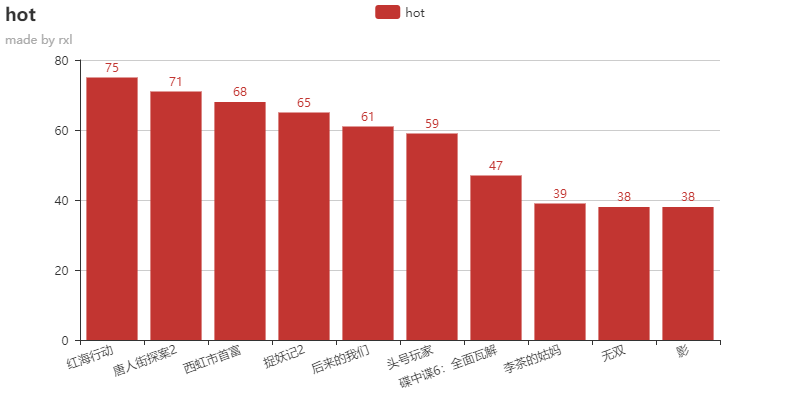 hot
hot
made by rxl
80
60
40
20
0
75
71
68
65
61
59
47
39
38
38
红海行动
唐人街探案2
西虹市首富
捉妖记2
后来的我们
头号玩家
碟中谍6：全面瓦解
李茶的姑妈
无双
影